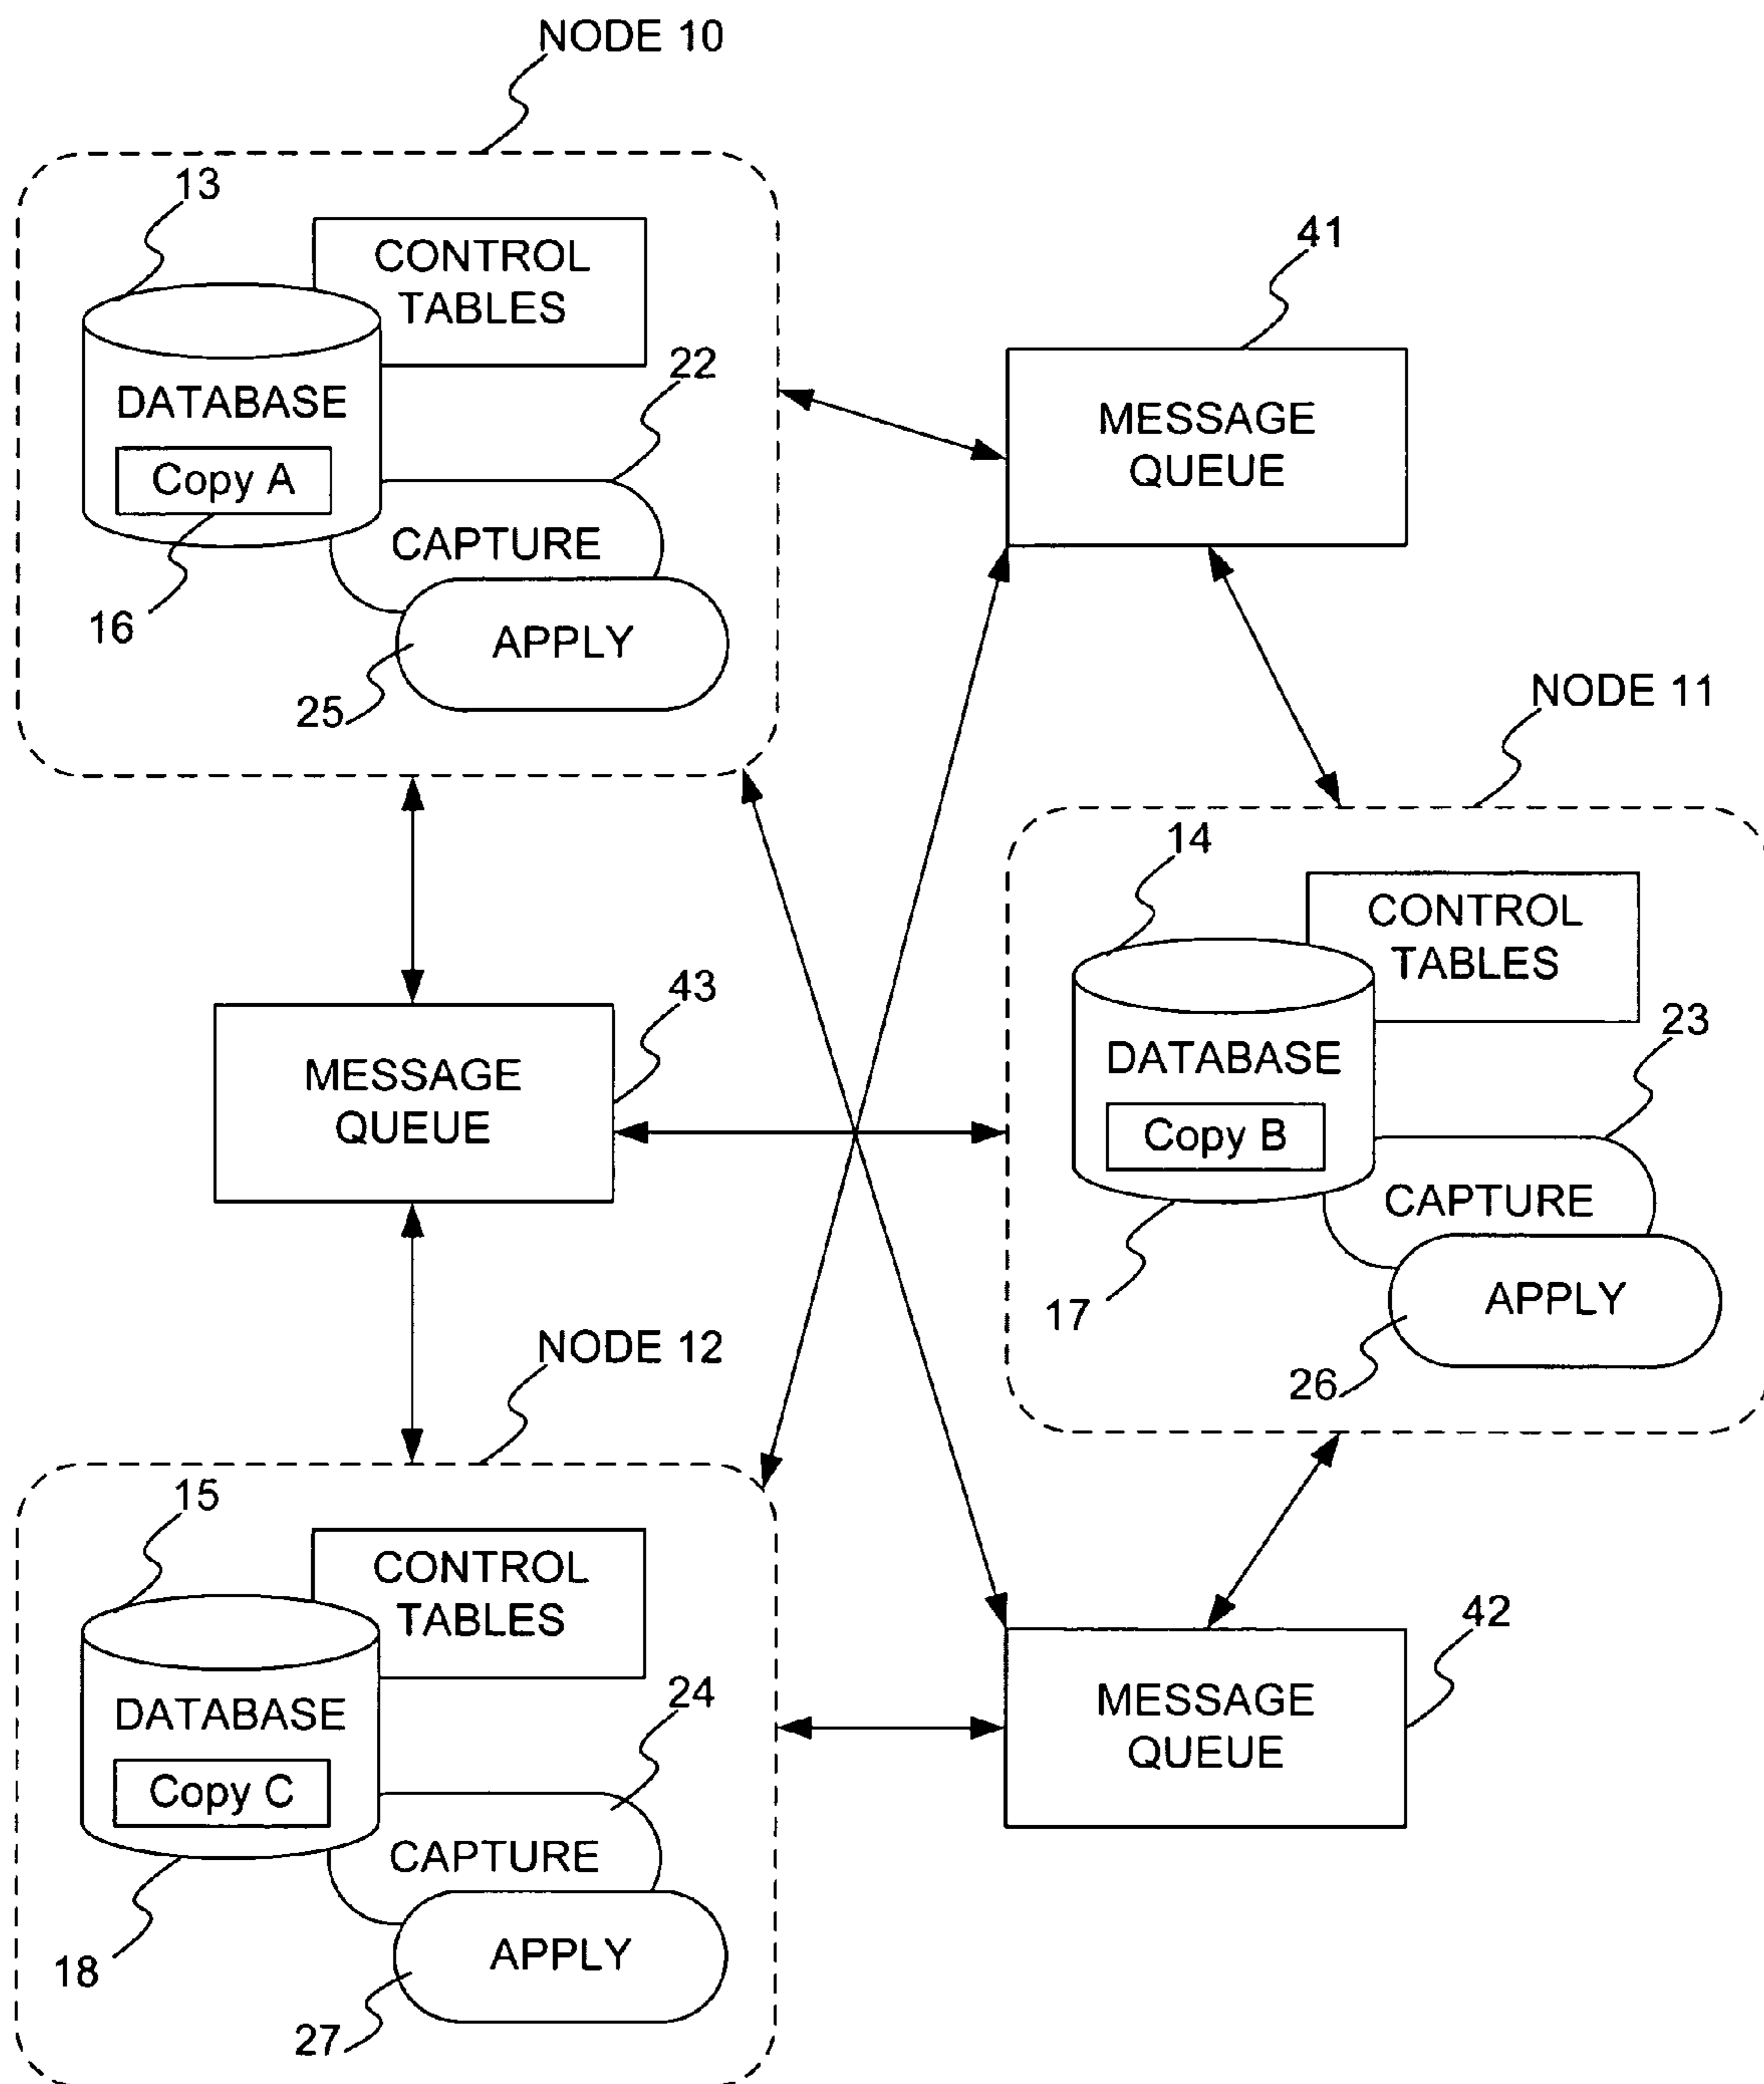 NODE 10
13
CONTROL
TABLES
41
22
DATABASE
MESSAGE
QUEUE
Copy A
CAPTURE
16
APPLY
25
NODE 11
14
CONTROL
TABLES
43
23
MESSAGE
QUEUE
DATABASE
Copy B
CAPTURE
17
APPLY
26
NODE 12
15
CONTROL
TABLES
42
24
DATABASE
MESSAGE
QUEUE
Copy C
CAPTURE
18
APPLY
27